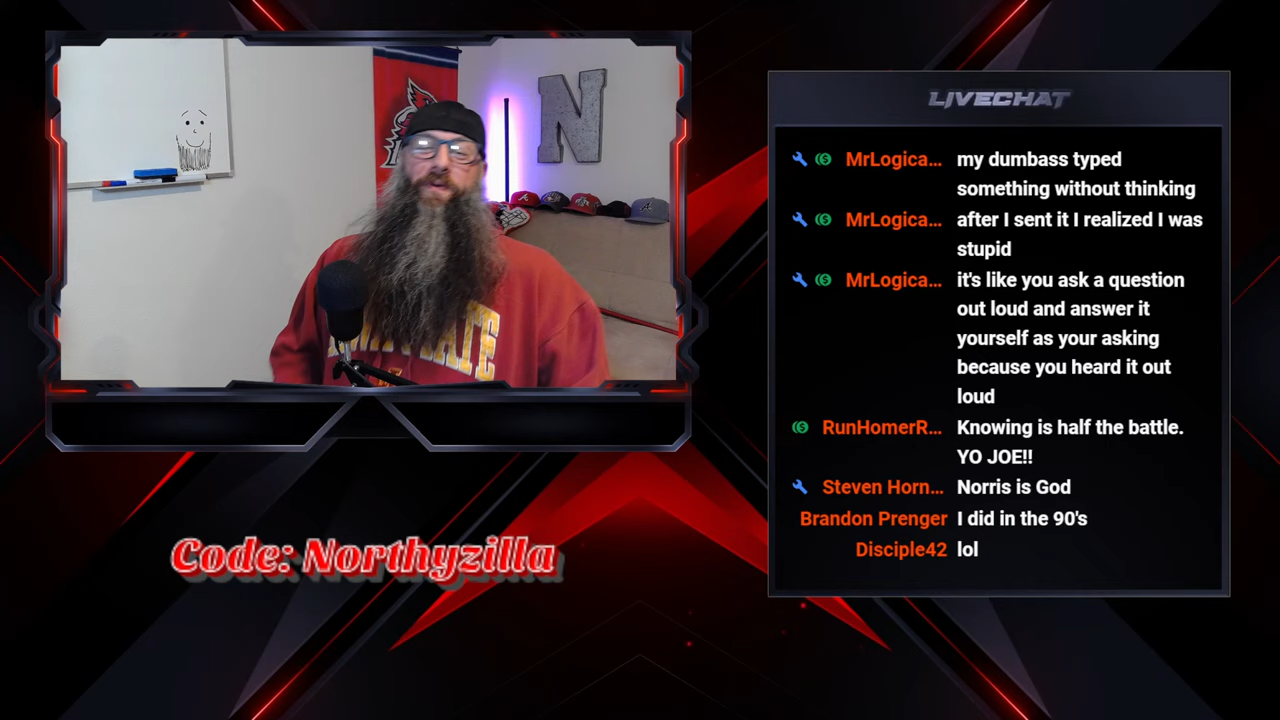 N
STATE
Code: Northyzilla
LIVECHAT
MrLogica... my dumbass typed
something without thinking
MrLogica... after I sent it I realized I was
stupid
MrLogica... it's like you ask a question
out loud and answer it
yourself as your asking
because you heard it out
loud
RunHomerR... Knowing is half the battle.
YO JOE!!
Steven Horn... Norris is God
Brandon Prenger I did in the 90's
Disciple42 lol